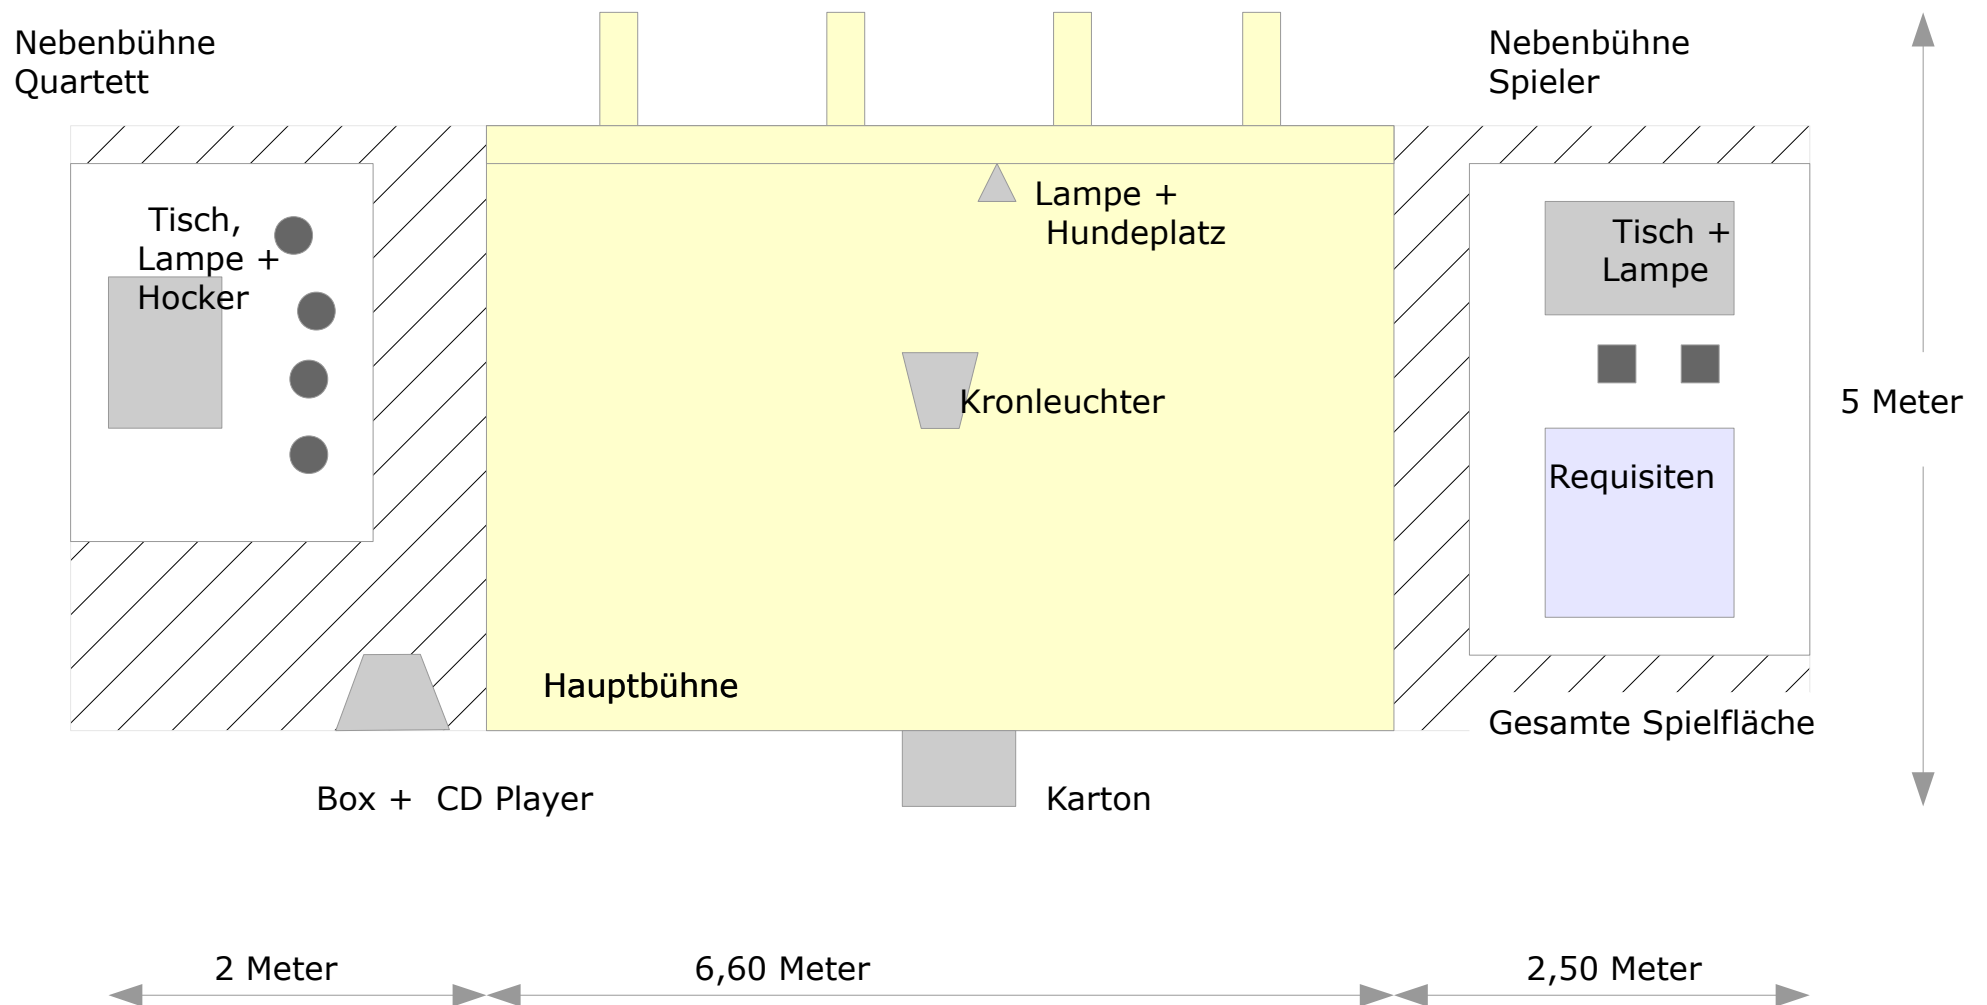 Nebenbühne
Quartett
Nebenbühne
Spieler
Tisch,
Lampe +
Hocker
Lampe +
Hundeplatz
Tisch +
Lampe
Kronleuchter
5 Meter
Requisiten
Hauptbühne
Gesamte Spielfläche
Box + CD Player
Karton
2 Meter
6,60 Meter
2,50 Meter